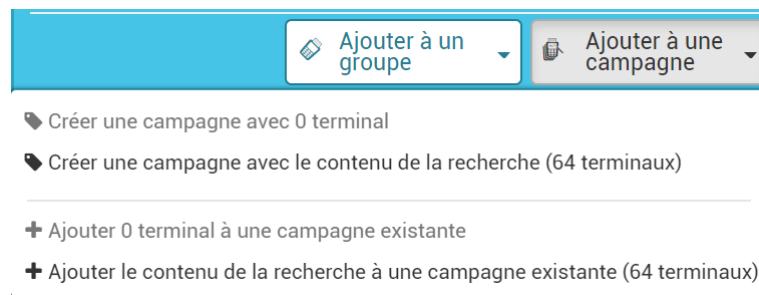 Ajouter à un
groupe
Ajouter à une
campagne
Créer une campagne avec 0 terminal
Créer une campagne avec le contenu de la recherche (64 terminaux)
Ajouter 0 terminal à une campagne existante
Ajouter le contenu de la recherche à une campagne existante (64 terminaux)